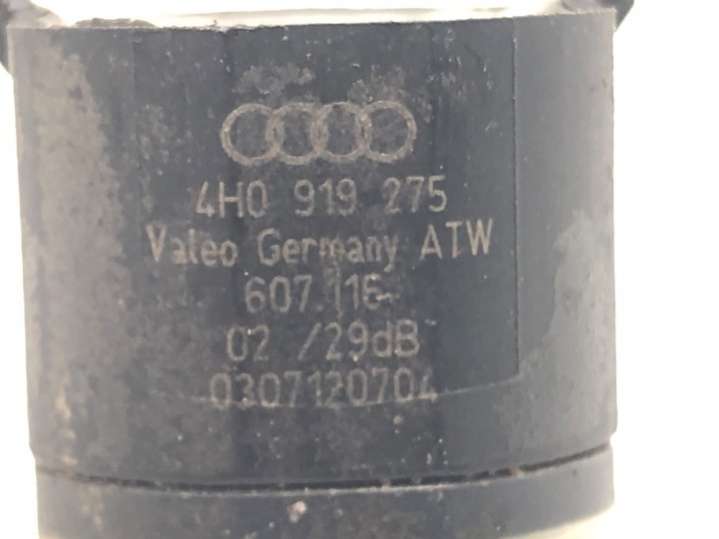 4H0 919 275
Valeo Germany ATW
607.116
02 /29dB
0307120704